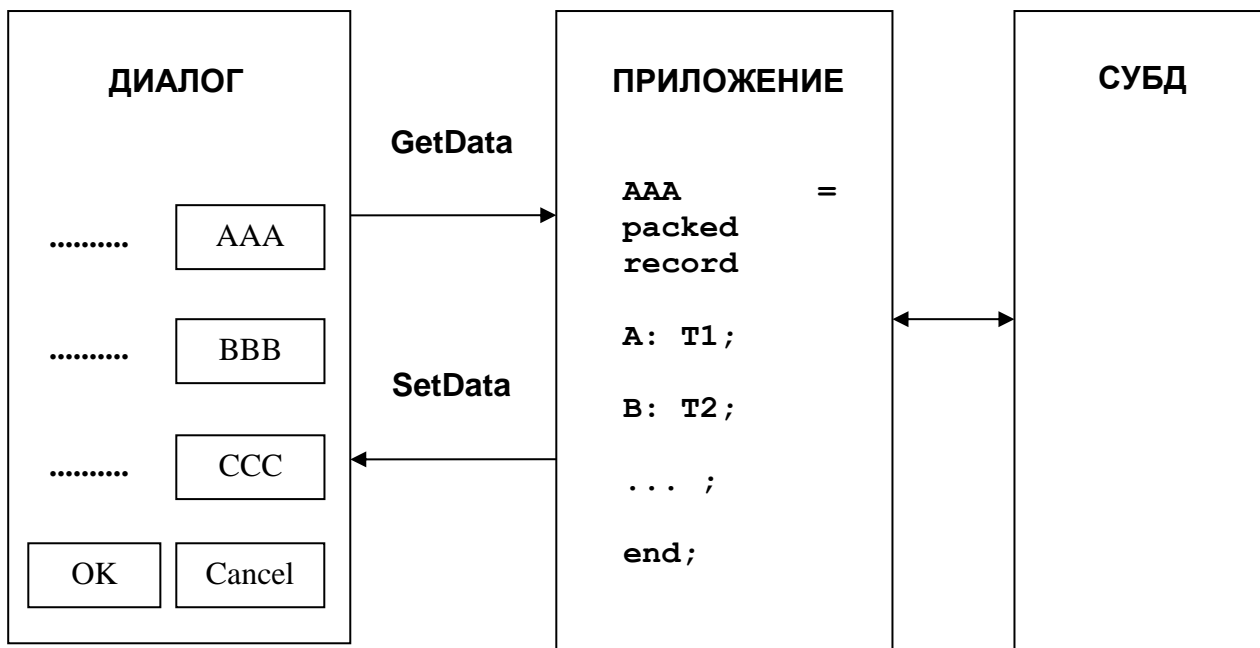 ДИАЛОГ
.......... AAA
.......... BBB
.......... CCC
OK Cancel
GetData
SetData
ПРИЛОЖЕНИЕ
AAA =
packed
record
A: T1;
B: T2;
... ;
end;
СУБД